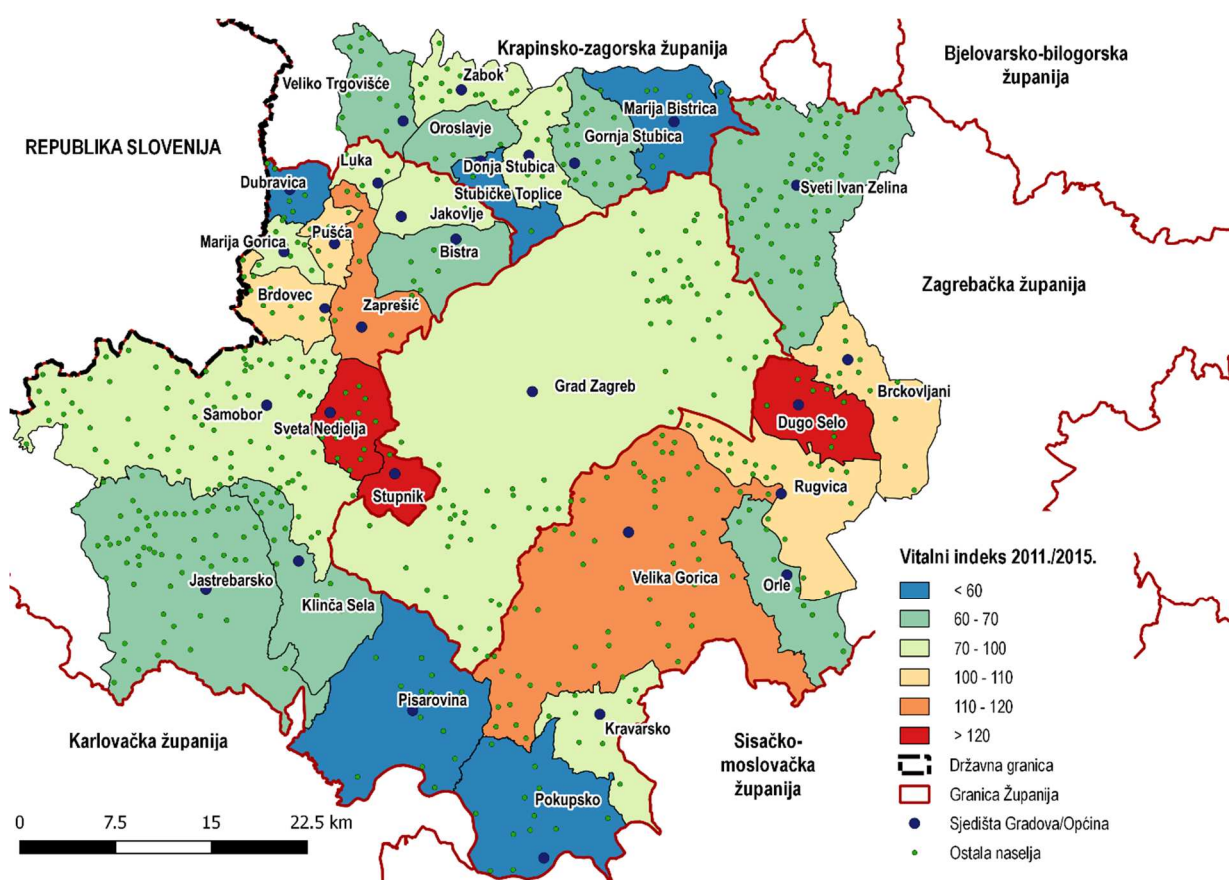 Krapinsko-zagorska županija
Bjelovarsko-bilogorska
županija
Veliko Trgovišće
Zabok
Marija Bistrica
Oroslavje
Gornja Stubica
REPUBLIKA SLOVENIJA
Luka
Donja Stubica
Dubravica
Stubičke Toplice
Sveti Ivan Zelina
Jakovlje
Pušća
Marija Gorica
Bistra
Zagrebačka županija
Brdovec
Zaprešić
Brckovljani
Grad Zagreb
Samobor
Sveta Nedjelja
Dugo Selo
Stupnik
Rugvica
Velika Gorica
Orle
Jastrebarsko
Klinča Sela
Pisarovina
Kravarsko
Karlovačka županija
Sisačko-
moslovačka
županija
Pokupsko
Vitalni indeks 2011./2015.
< 60
60 - 70
70 - 100
100 - 110
110 - 120
> 120
Državna granica
Granica Županija
Sjedišta Gradova/Općina
Ostala naselja
0 7.5 15 22.5 km